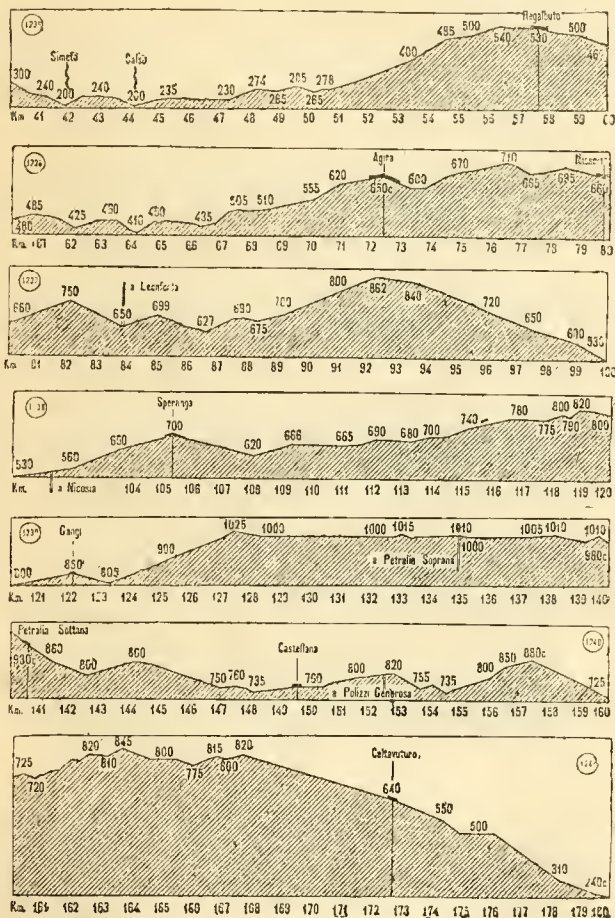 Regalbuto
485 500 540 530 500
Simeto Salso
300 240 200 240 200 235 230 274 265 285 265 278 400
Km 41 42 43 44 45 46 47 48 49 50 51 52 53 54 55 56 57 58 59 60
1226
Agira
485 425 410 435 505 510 555 620 650c 600 670 710 665 695 660
Km. 62 63 64 65 66 67 69 70 71 72 73 75 76 77 78 79 80
a Leonforte
660 750 650 699 627 690 675 700 800 862 840 720 650 600 530
Km. 81 82 83 84 85 86 87 88 89 90 91 92 93 94 95 96 97 98 99 100
Speranza
530 560 650 700 620 666 665 690 680 700 740 780 775 800 790 820 800
Km. a Nicosia 104 105 106 107 108 109 110 111 112 113 114 115 116 117 118 119 120
Gangi
800 850 805 900 1025 1000 1000 1015 1010 1000 1005 1010 1010 980c
a Petralia Soprana
Km. 121 122 123 124 125 126 127 128 129 130 131 132 133 134 135 136 137 138 139 140
Petralia Sottana
1240
930c 860 800 860 750 760 735 760 800 820 755 735 800 850 880c 725
Castellana
a Polizzi Generosa
Km. 141 142 143 144 145 146 147 148 149 150 151 152 153 154 155 156 157 158 159 160
725 720 820 810 845 800 775 815 800 820
Caltavuturo
640 550 500 310 240c
Km. 161 162 163 164 165 166 167 168 169 170 171 172 173 174 175 176 177 178 179 180